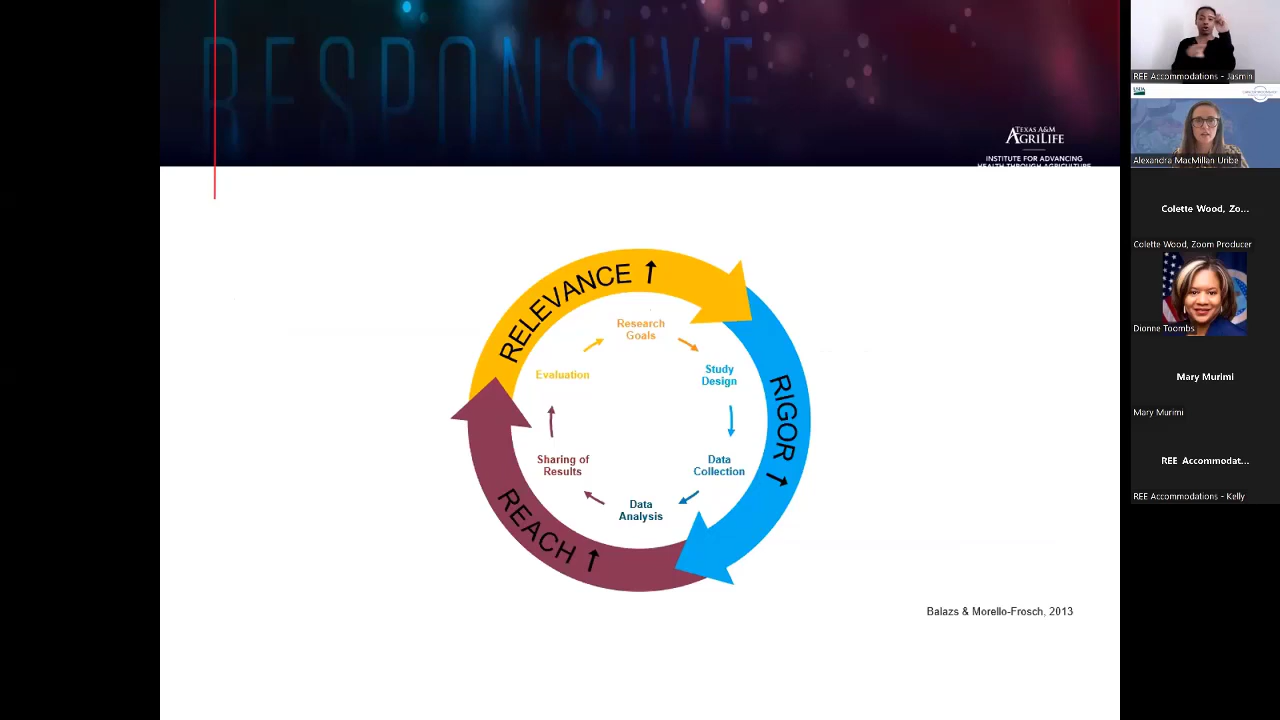 RESPONSIVE
TEXAS A&M
AGRILIFE
INSTITUTE FOR ADVANCING
HEALTH THROUGH AGRICULTURE
RELEVANCE ↑
RIGOR ↑
REACH ↑
Research
Goals
Study
Design
Data
Collection
Data
Analysis
Sharing of
Results
Evaluation
Balazs & Morello-Frosch, 2013
REE Accommodations - Jasmin
USDA
Alexandra MacMillan Uribe
Colette Wood, Zo...
Colette Wood, Zoom Producer
Dionne Toombs
Mary Murimi
Mary Murimi
REE Accommodat...
REE Accommodations - Kelly